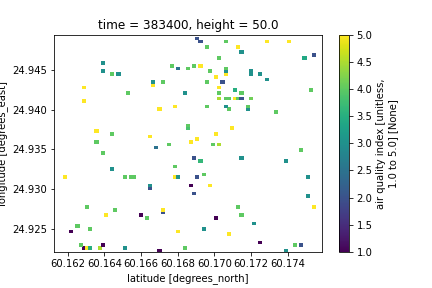 time = 383400, height = 50.0
24.945
24.940
24.935
24.930
24.925
longitude [degrees_east]
60.162 60.164 60.166 60.168 60.170 60.172 60.174
latitude [degrees_north]
5.0
4.5
4.0
3.5
3.0
2.5
2.0
1.5
1.0
air quality index [unitless,
1.0 to 5.0] [None]